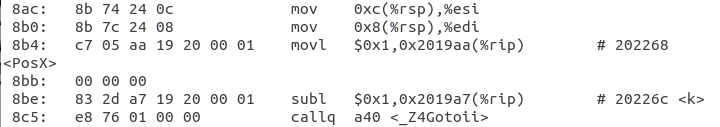 8ac:   8b 74 24 0c             mov    0xc(%rsp),%esi
8b0:   8b 7c 24 08             mov    0x8(%rsp),%edi
8b4:   c7 05 aa 19 20 00 01    movl   $0x1,0x2019aa(%rip)        # 202268
<PosX>
8bb:   00 00 00
8be:   83 2d a7 19 20 00 01    subl   $0x1,0x2019a7(%rip)        # 20226c <k>
8c5:   e8 76 01 00 00          callq  a40 <_Z4Gotoii>